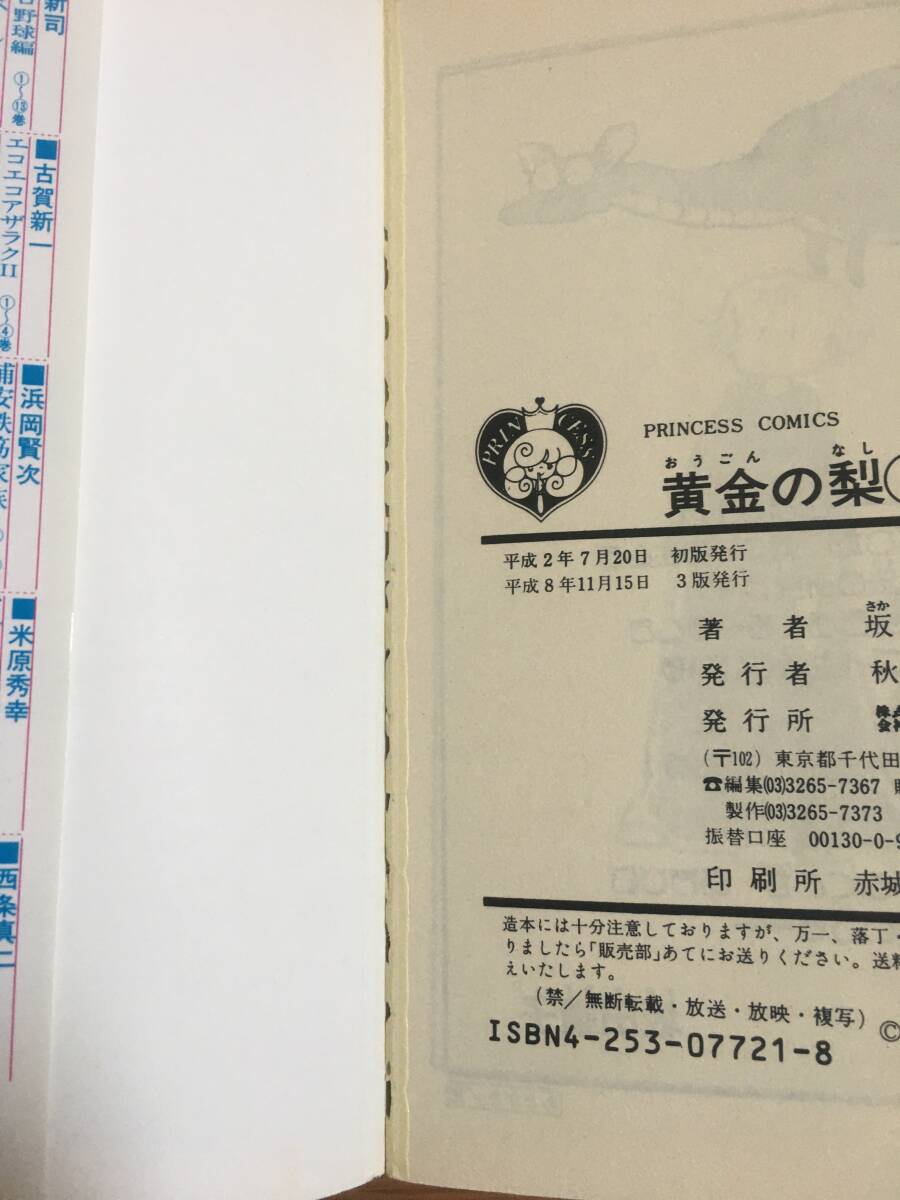 新司
野球編 ①〜⑬巻
■古賀新一
エコエコアザラクII ①〜④巻
■浜岡賢次
浦安鉄筋家族
■米原秀幸
■西条真二
PRINCESS
PRINCESS COMICS
おうごん なし
黄金の梨
平成2年7月20日 初版発行
平成8年11月15日 3版発行
さか
著者 坂
発行者 秋
発行所 株式会社
(〒102) 東京都千代田
☎編集(03)3265-7367
製作(03)3265-7373
振替口座 00130-0-9
印刷所 赤城
造本には十分注意しておりますが、万一、落丁・
りましたら「販売部」あてにお送りください。送料
えいたします。
(禁/無断転載・放送・放映・複写)
ISBN4-253-07721-8 ©